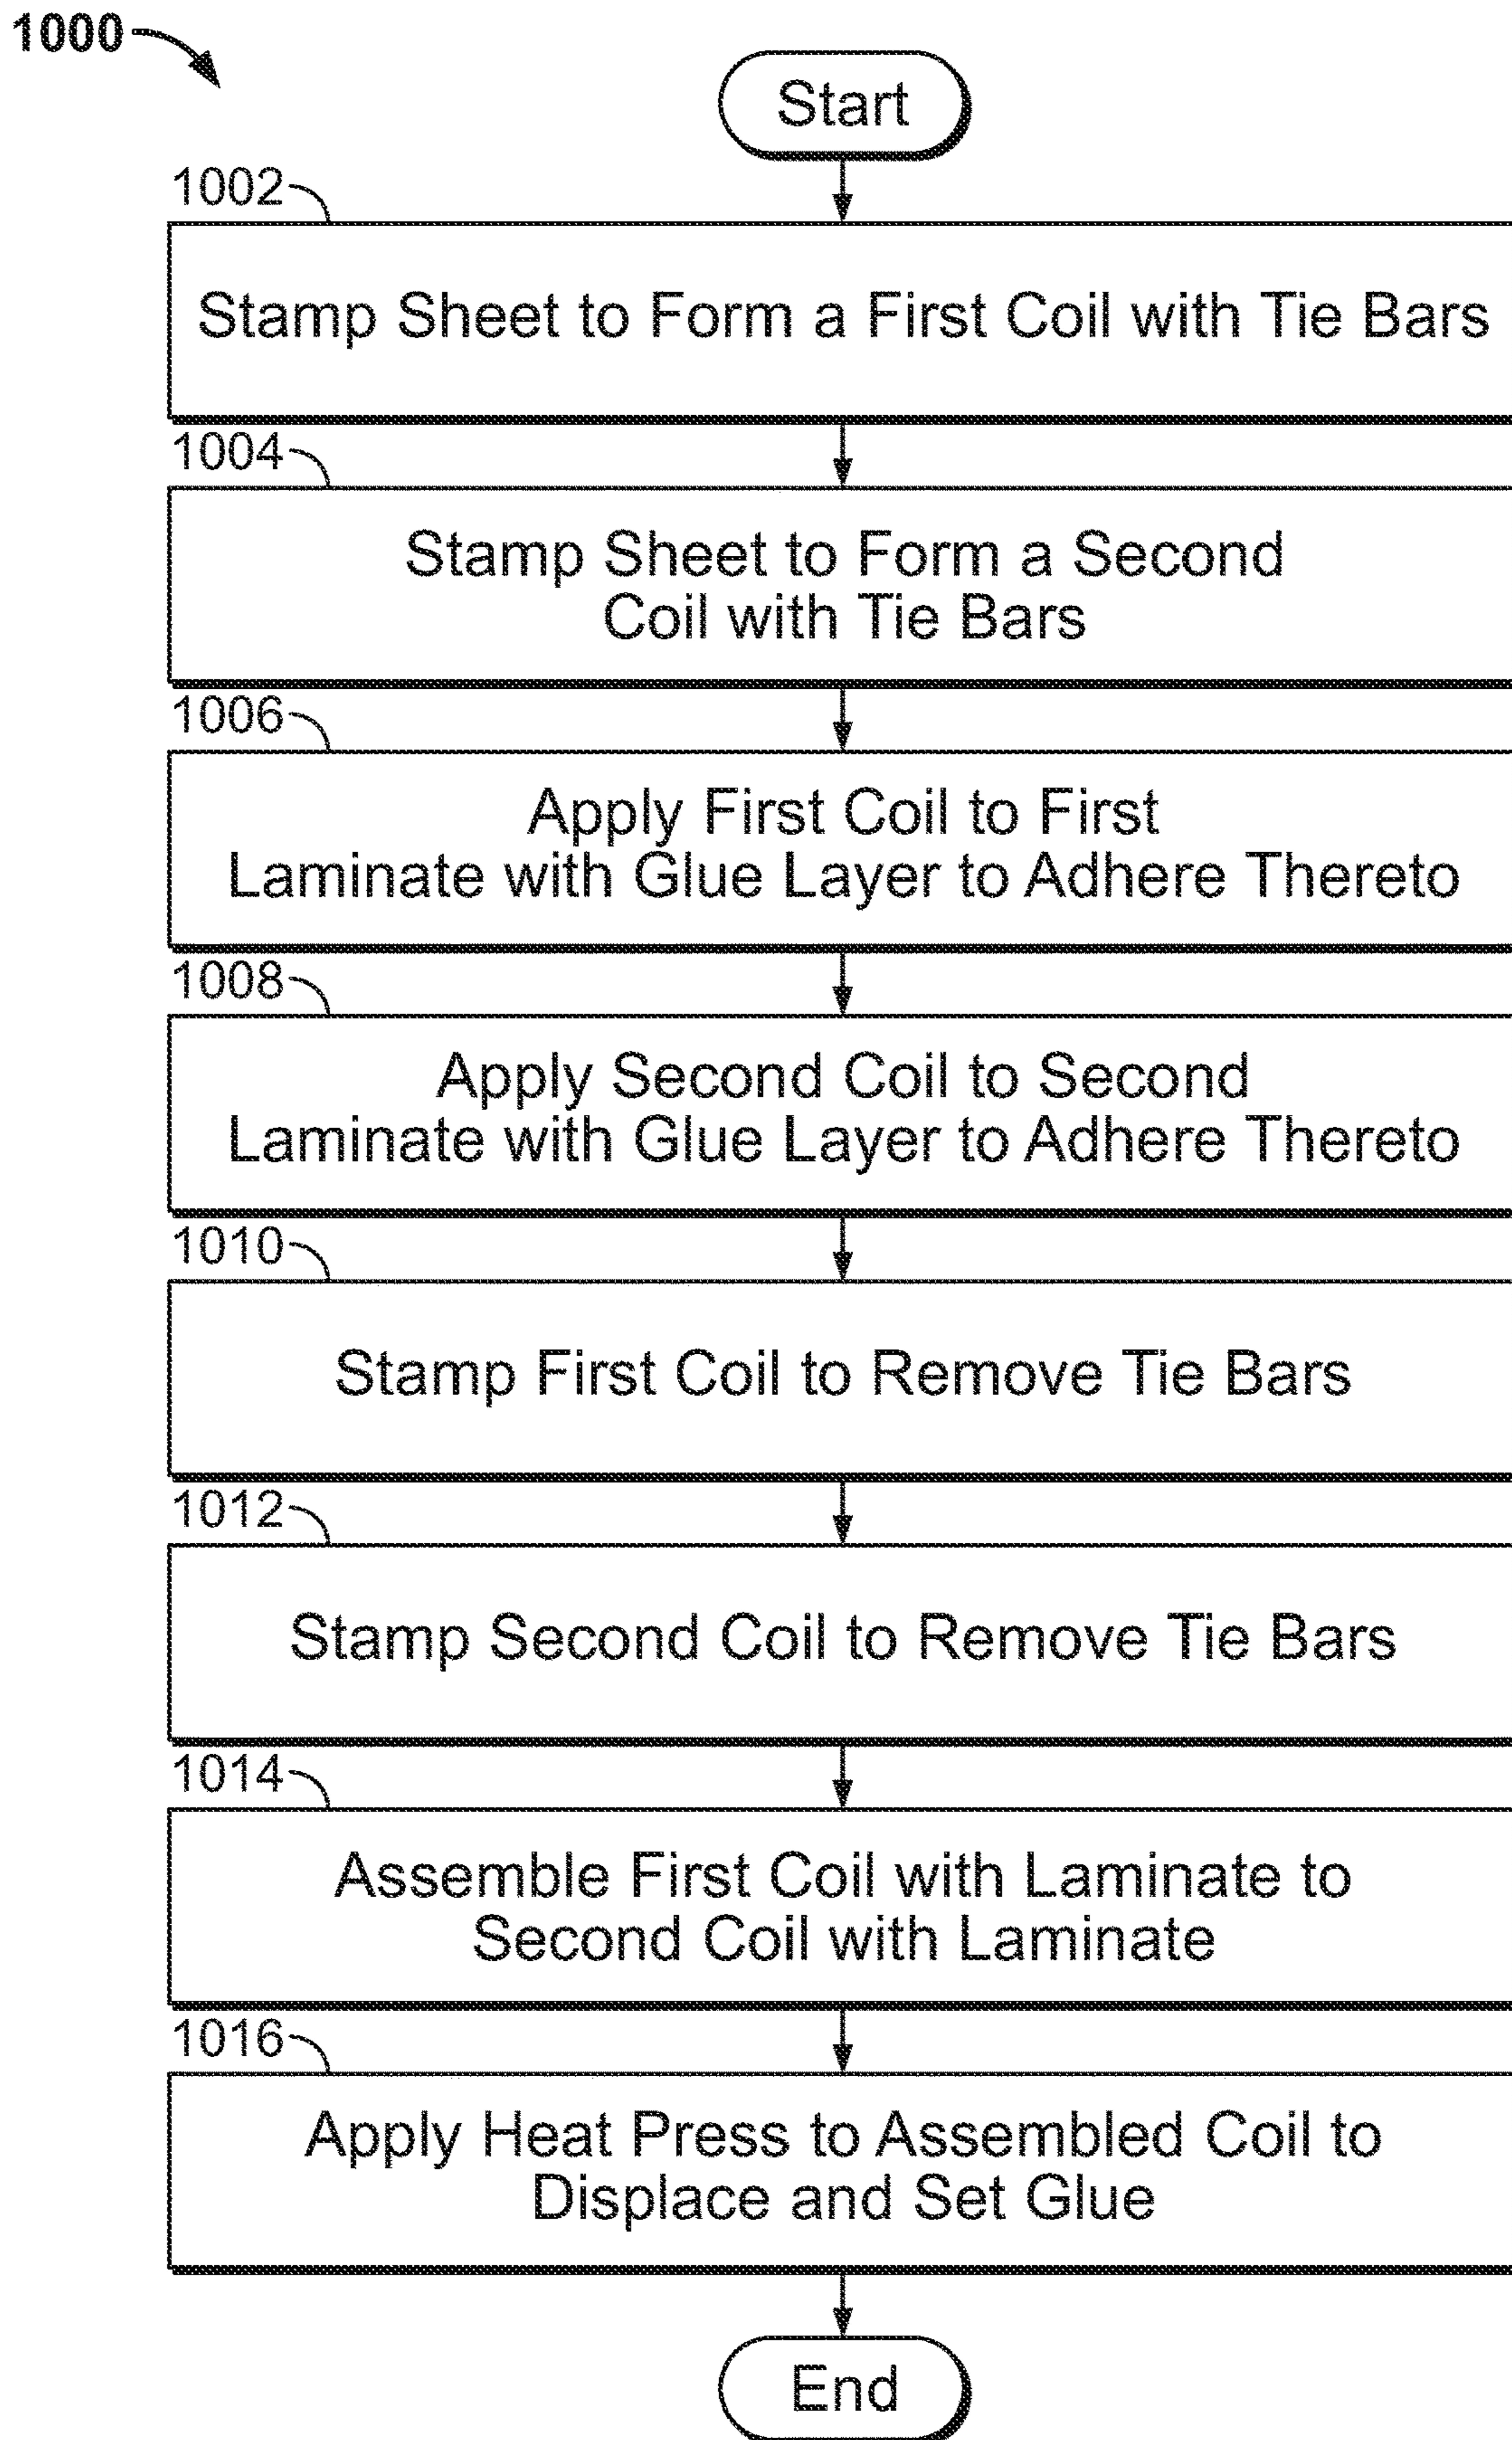 1000
Start
1002
Stamp Sheet to Form a First Coil with Tie Bars
1004
Stamp Sheet to Form a Second
Coil with Tie Bars
1006
Apply First Coil to First
Laminate with Glue Layer to Adhere Thereto
1008
Apply Second Coil to Second
Laminate with Glue Layer to Adhere Thereto
1010
Stamp First Coil to Remove Tie Bars
1012
Stamp Second Coil to Remove Tie Bars
1014
Assemble First Coil with Laminate to
Second Coil with Laminate
1016
Apply Heat Press to Assembled Coil to
Displace and Set Glue
End